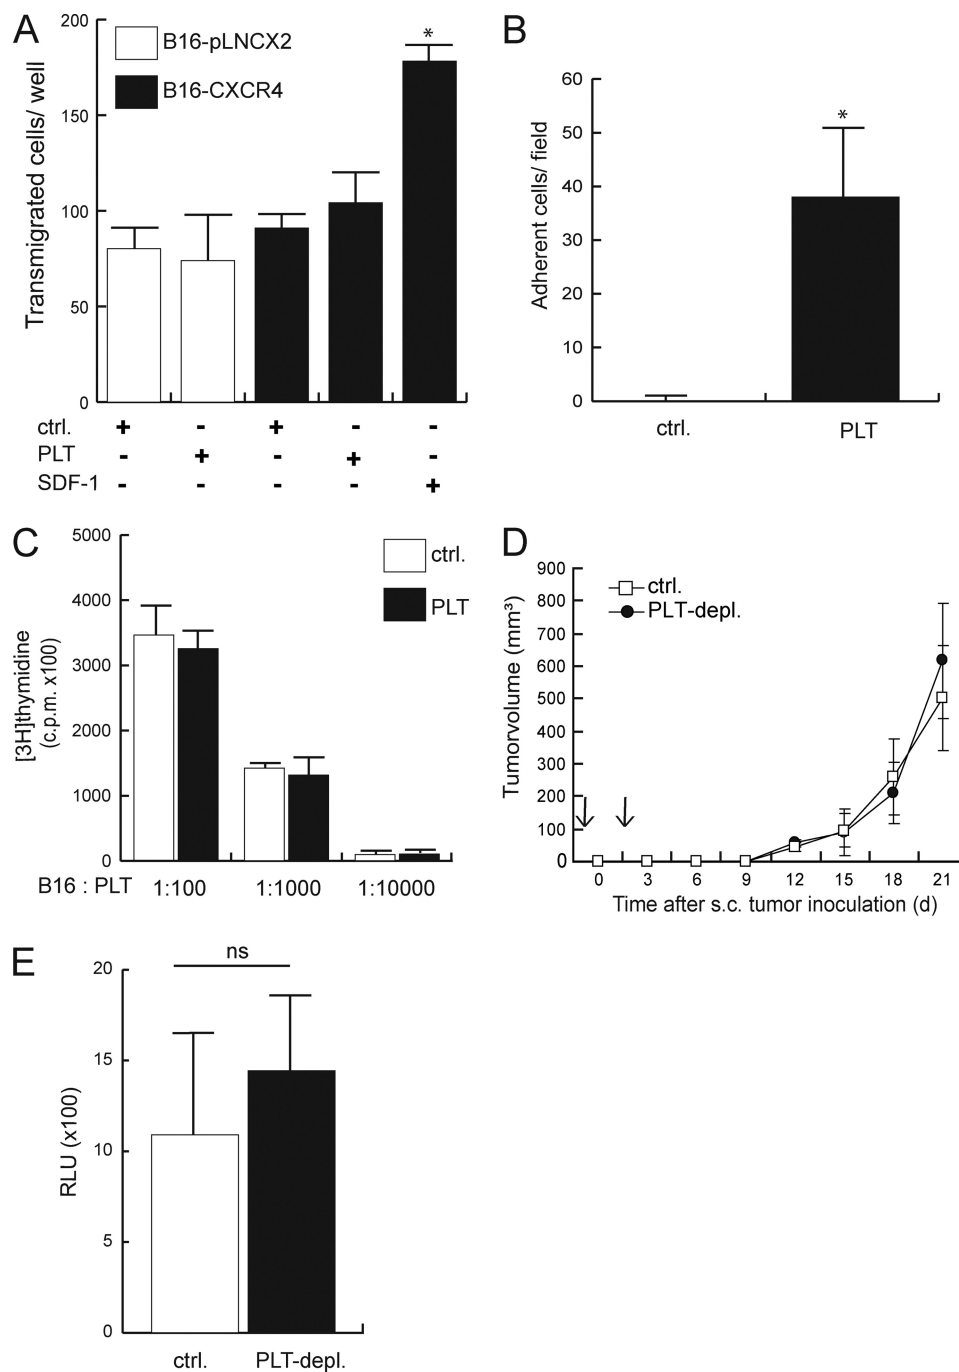 A
200
150
100
50
0
Transmigrated cells/ well
B16-pLNCX2
B16-CXCR4
*
ctrl. + - + - -
PLT - + - + -
SDF-1 - - - - +
B
60
50
40
30
20
10
0
Adherent cells/ field
*
ctrl. PLT
C
5000
4000
3000
2000
1000
0
[3H]thymidine
(c.p.m. x100)
ctrl.
PLT
B16 : PLT 1:100 1:1000 1:10000
D
900
800
700
600
500
400
300
200
100
0
Tumorvolume (mm³)
ctrl.
PLT-depl.
0 3 6 9 12 15 18 21
Time after s.c. tumor inoculation (d)
E
20
15
10
5
0
RLU (x100)
ns
ctrl. PLT-depl.